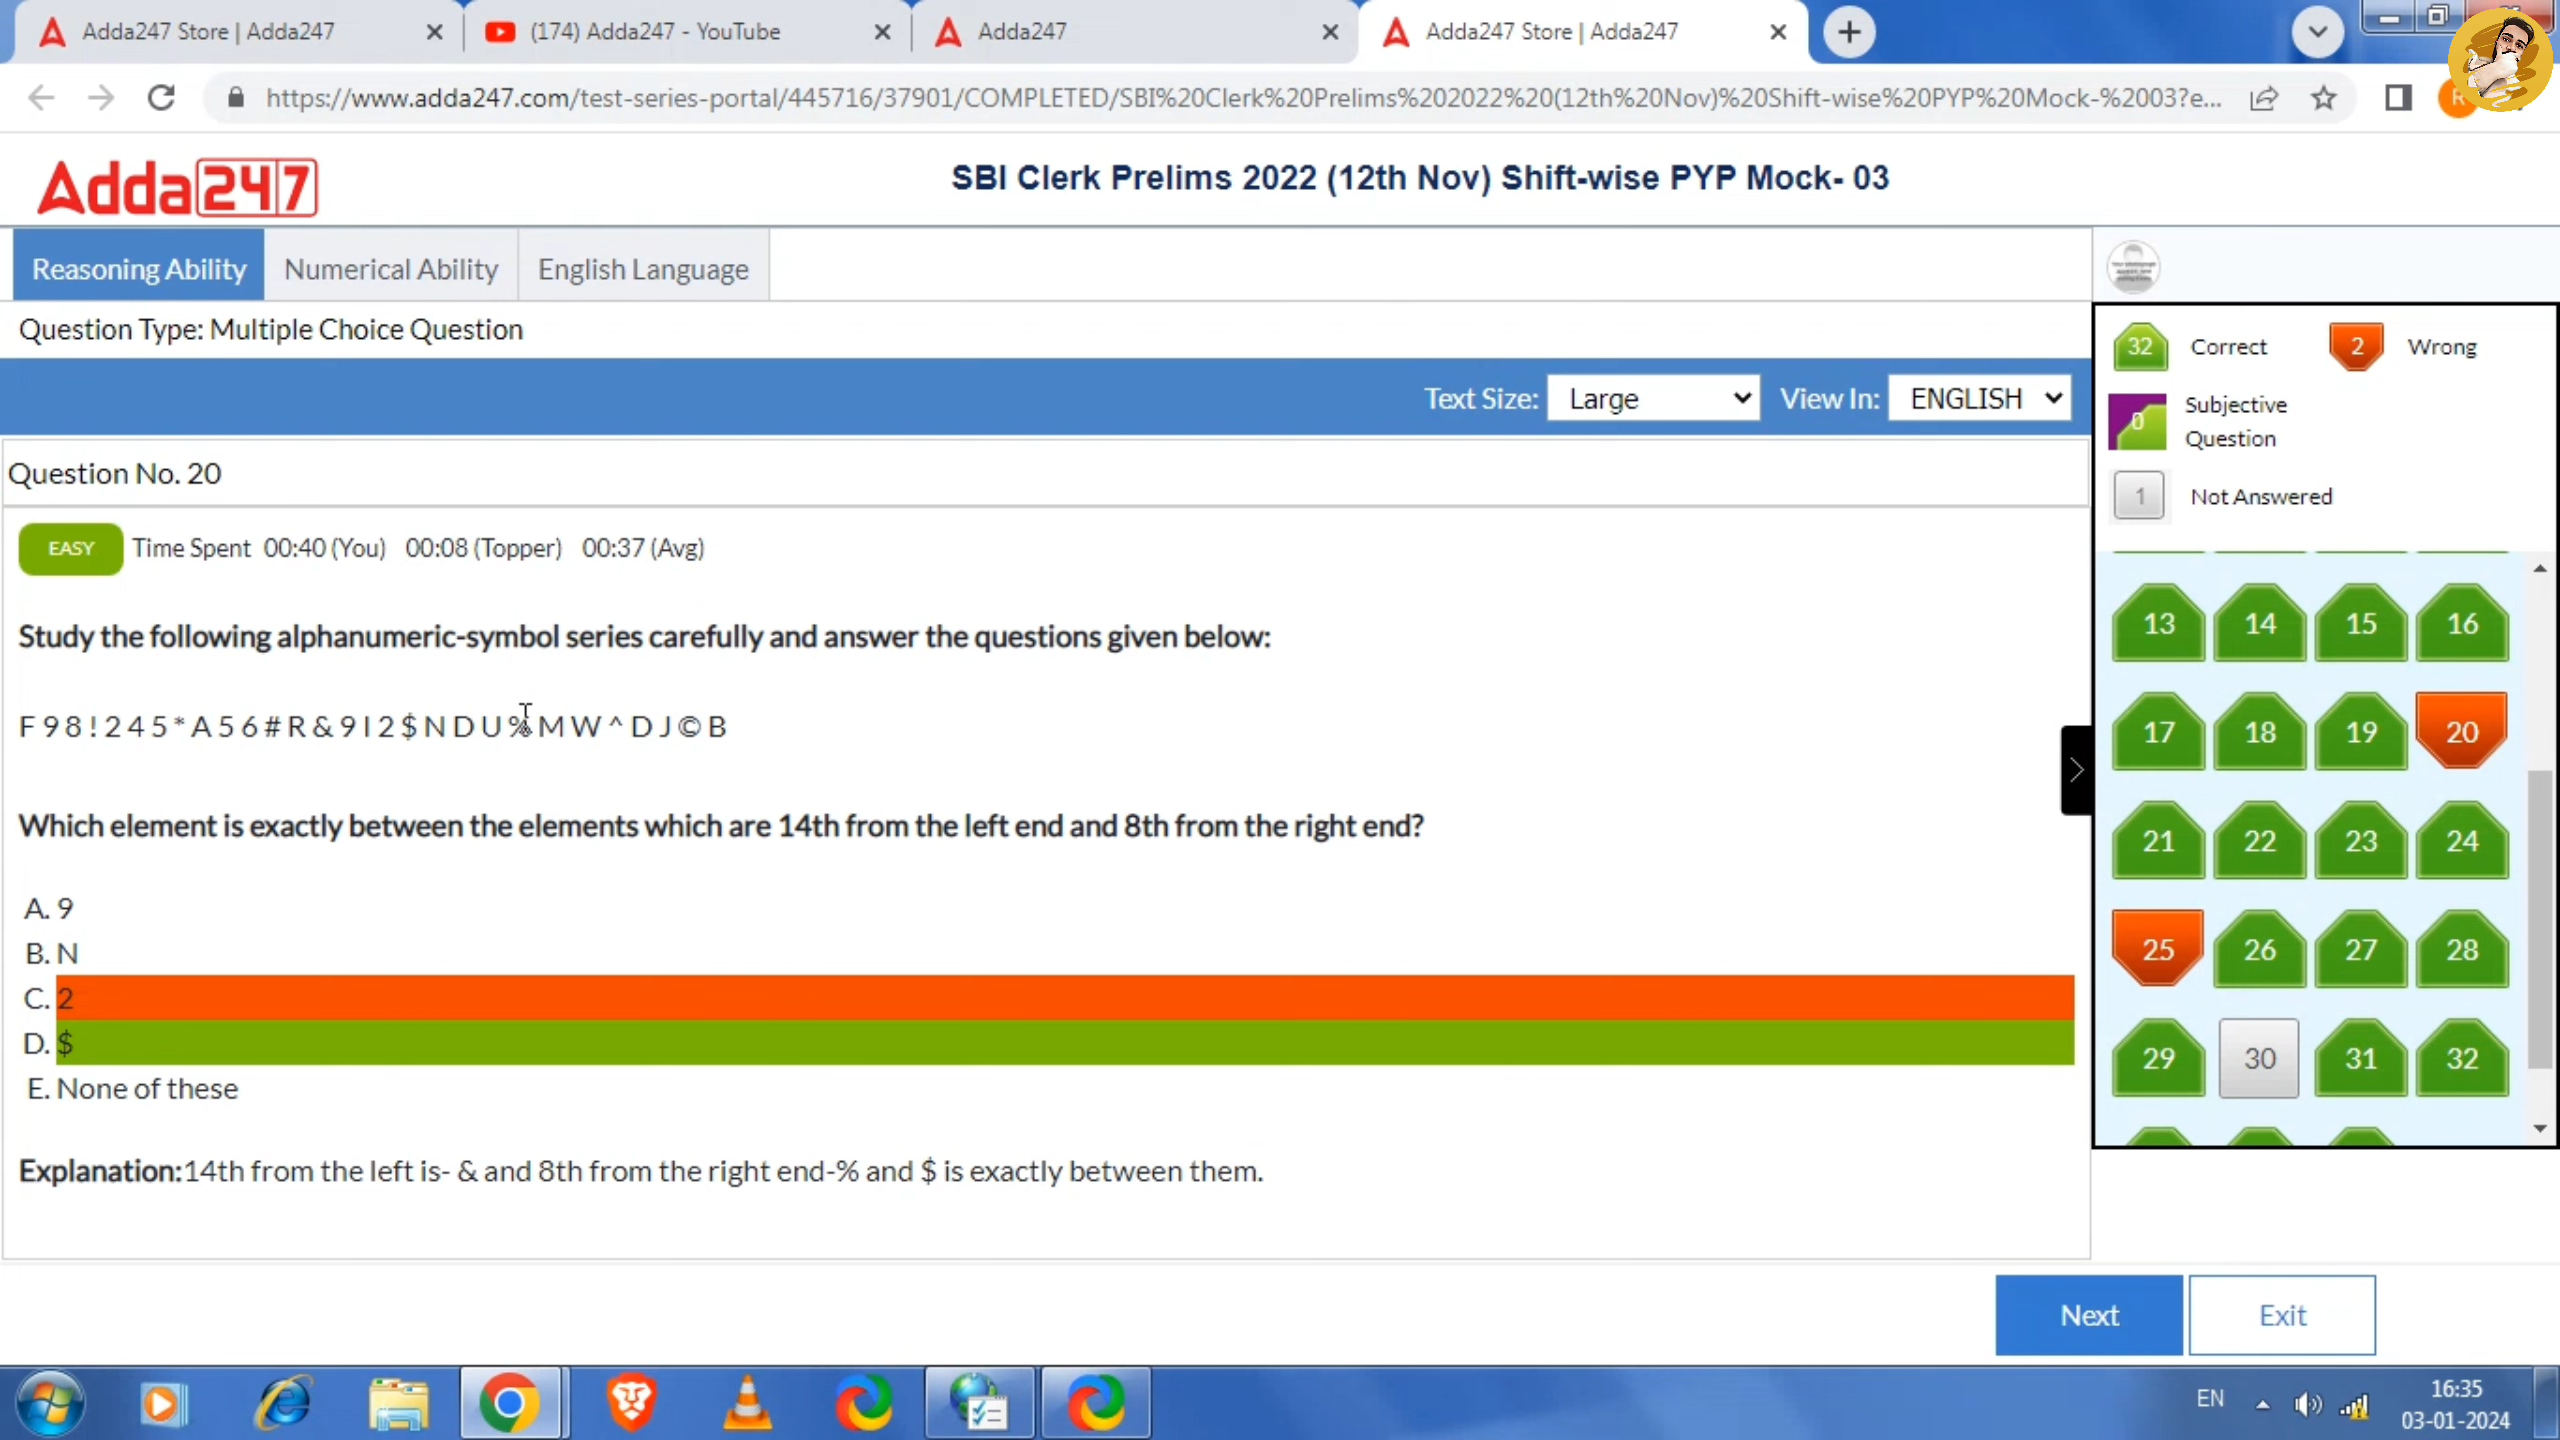 Adda247 Store | Adda247
(174) Adda247 - YouTube
Adda247
Adda247 Store | Adda247
https://www.adda247.com/test-series-portal/445716/37901/COMPLETED/SBI%20Clerk%20Prelims%202022%20(12th%20Nov)%20Shift-wise%20PYP%20Mock-%2003?e...
Adda247
SBI Clerk Prelims 2022 (12th Nov) Shift-wise PYP Mock- 03
Reasoning Ability
Numerical Ability
English Language
Question Type: Multiple Choice Question
32 Correct
2 Wrong
Text Size: Large
View In: ENGLISH
0 Subjective
Question
Question No. 20
1 Not Answered
EASY Time Spent 00:40 (You) 00:08 (Topper) 00:37 (Avg)
Study the following alphanumeric-symbol series carefully and answer the questions given below:
F 9 8 ! 2 4 5 * A 5 6 # R & 9 I 2 $ N D U % M W ^ D J © B
Which element is exactly between the elements which are 14th from the left end and 8th from the right end?
A. 9
B. N
C. 2
D. $
E. None of these
Explanation:14th from the left is- & and 8th from the right end-% and $ is exactly between them.
13 14 15 16
17 18 19 20
21 22 23 24
25 26 27 28
29 30 31 32
Next
Exit
EN
16:35
03-01-2024